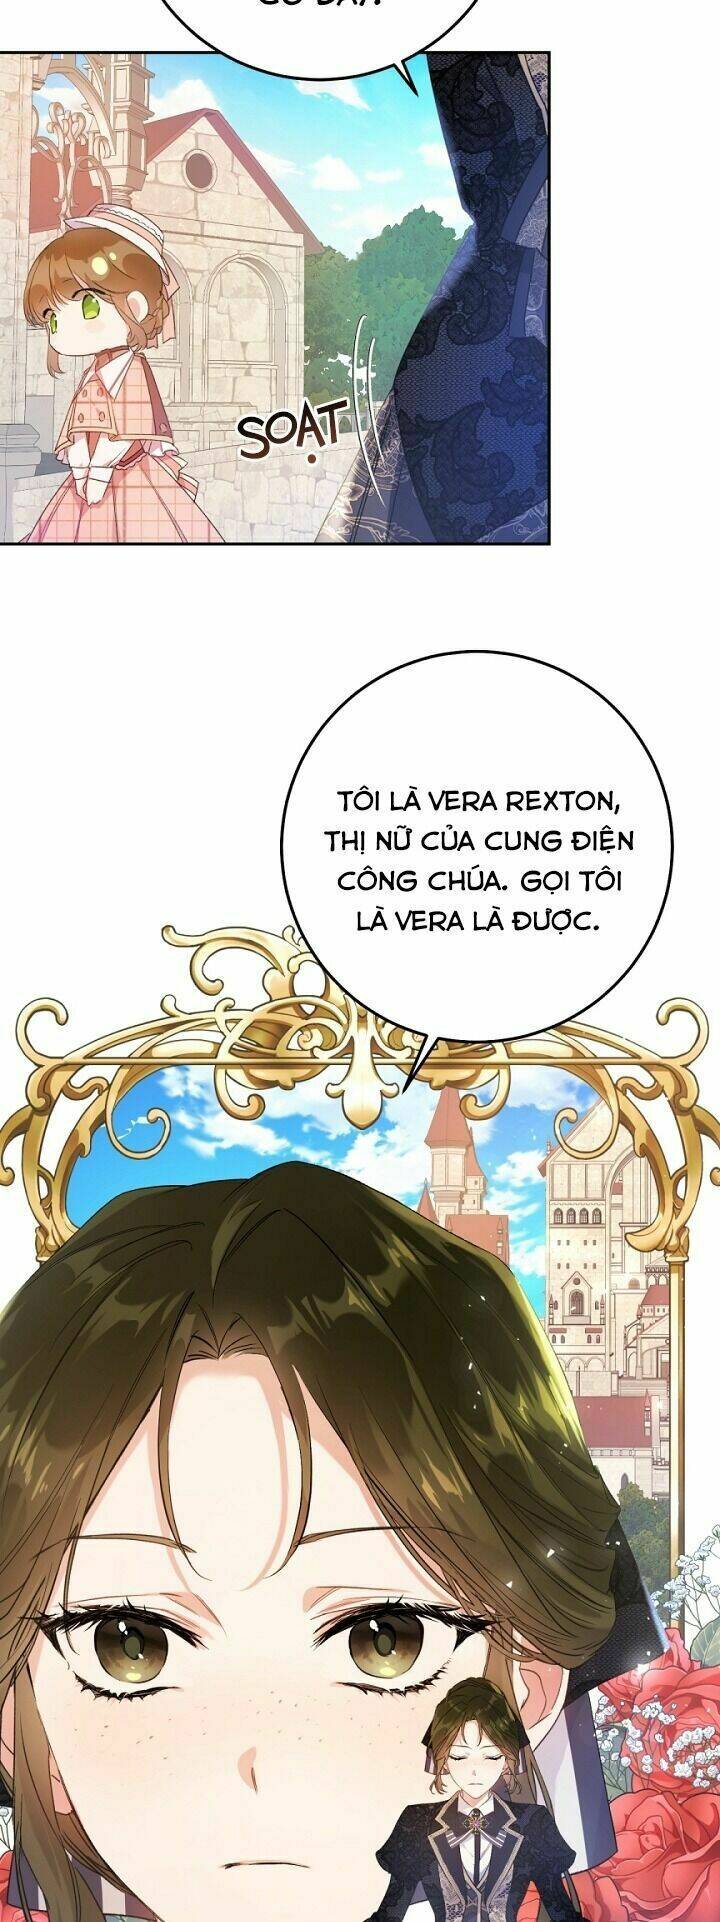 SOẠT
TÔI LÀ VERA REXTON,
THỊ NỮ CỦA CUNG ĐIỆN
CÔNG CHÚA. GỌI TÔI
LÀ VERA LÀ ĐƯỢC.